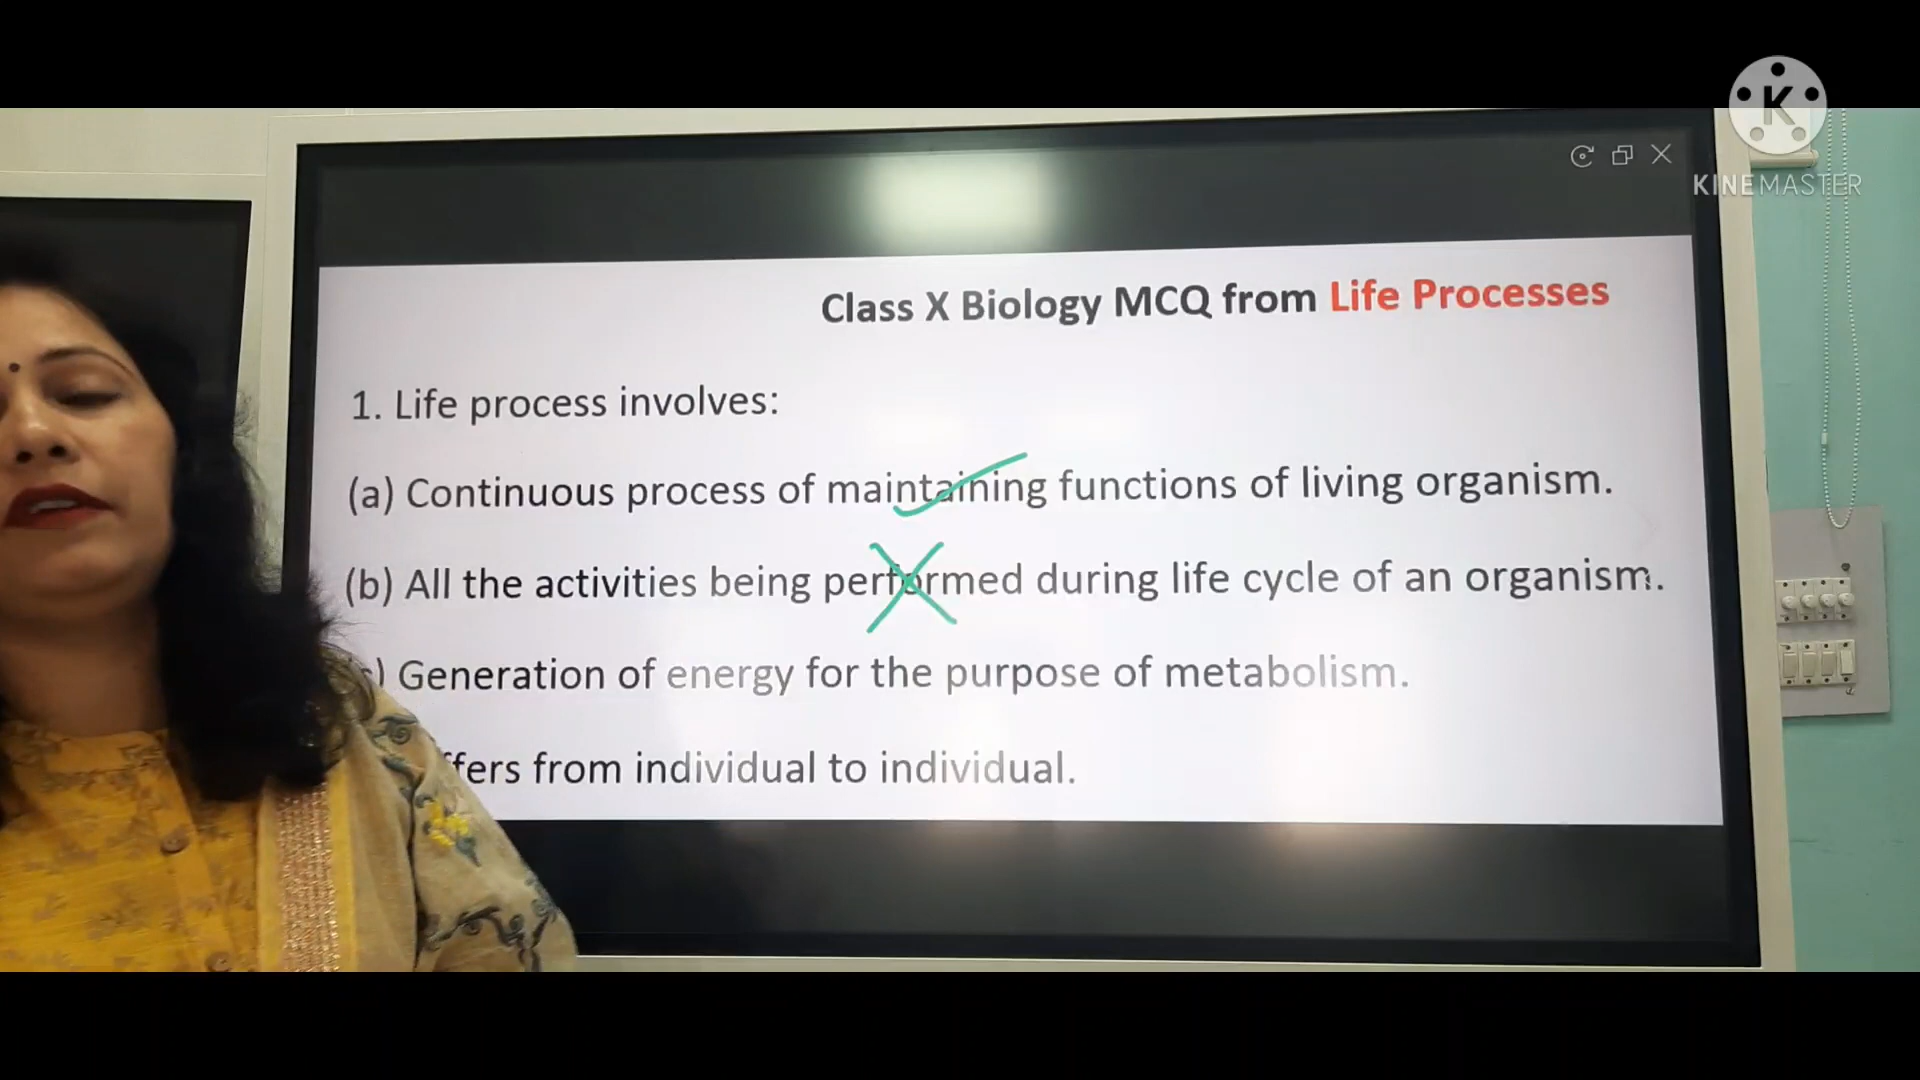 K
KINEMASTER
Class X Biology MCQ from Life Processes
1. Life process involves:
(a) Continuous process of maintaining functions of living organism.
(b) All the activities being performed during life cycle of an organism.
) Generation of energy for the purpose of metabolism.
from individual to individual.